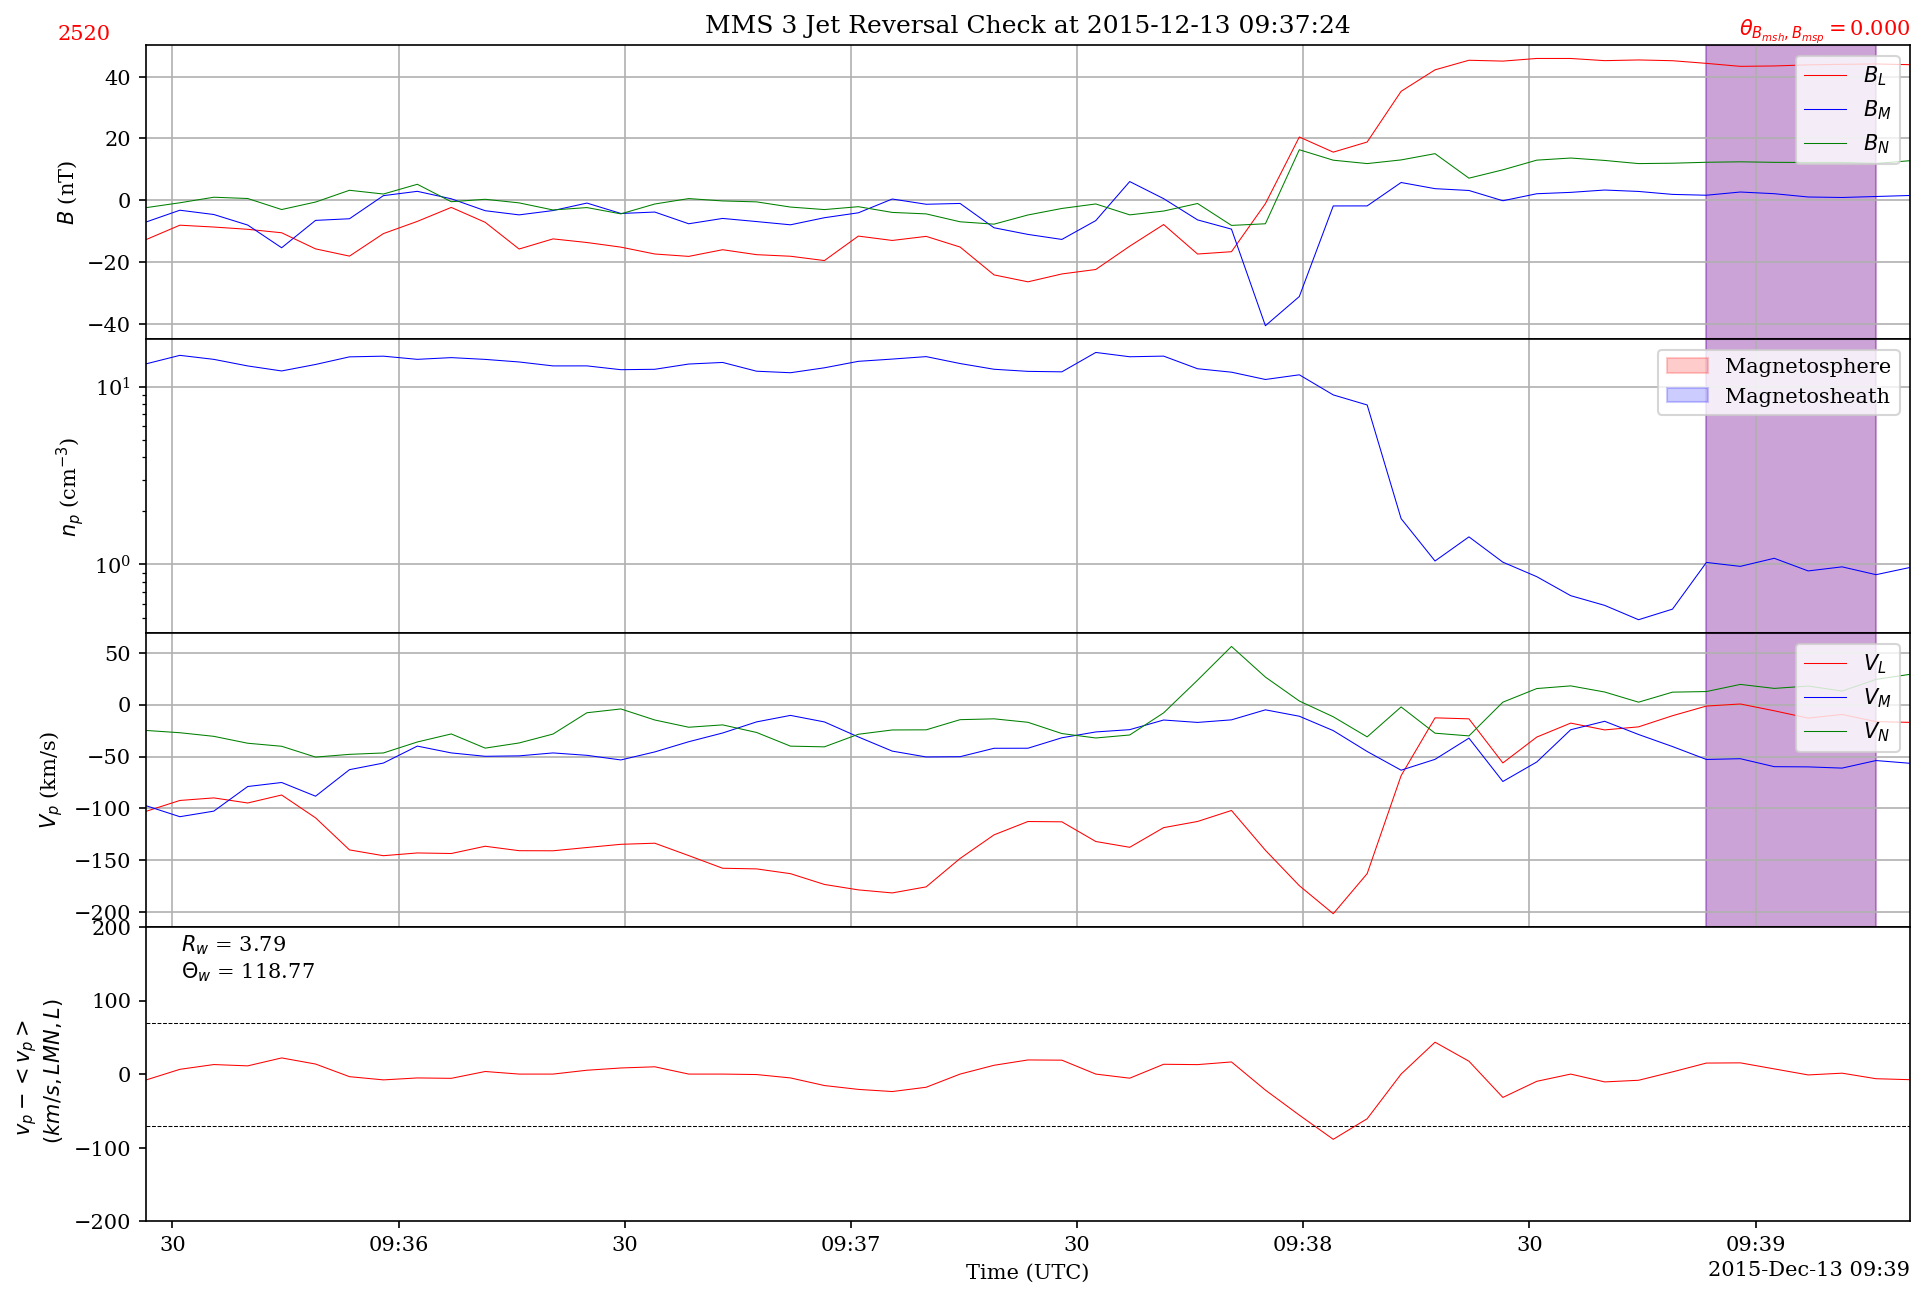 MMS 3 Jet Reversal Check at 2015-12-13 09:37:24
2520
θ_{B_{msh}, B_{msp}} = 0.000
40
20
0
−20
−40
B (nT)
B_L
B_M
B_N
10^1
10^0
n_p (cm^{−3})
Magnetosphere
Magnetosheath
50
0
−50
−100
−150
−200
V_p (km/s)
V_L
V_M
V_N
200
100
0
−100
−200
v_p − <v_p>
(km/s, LMN, L)
R_w = 3.79
Θ_w = 118.77
30 09:36 30 09:37 30 09:38 30 09:39
Time (UTC)
2015-Dec-13 09:39